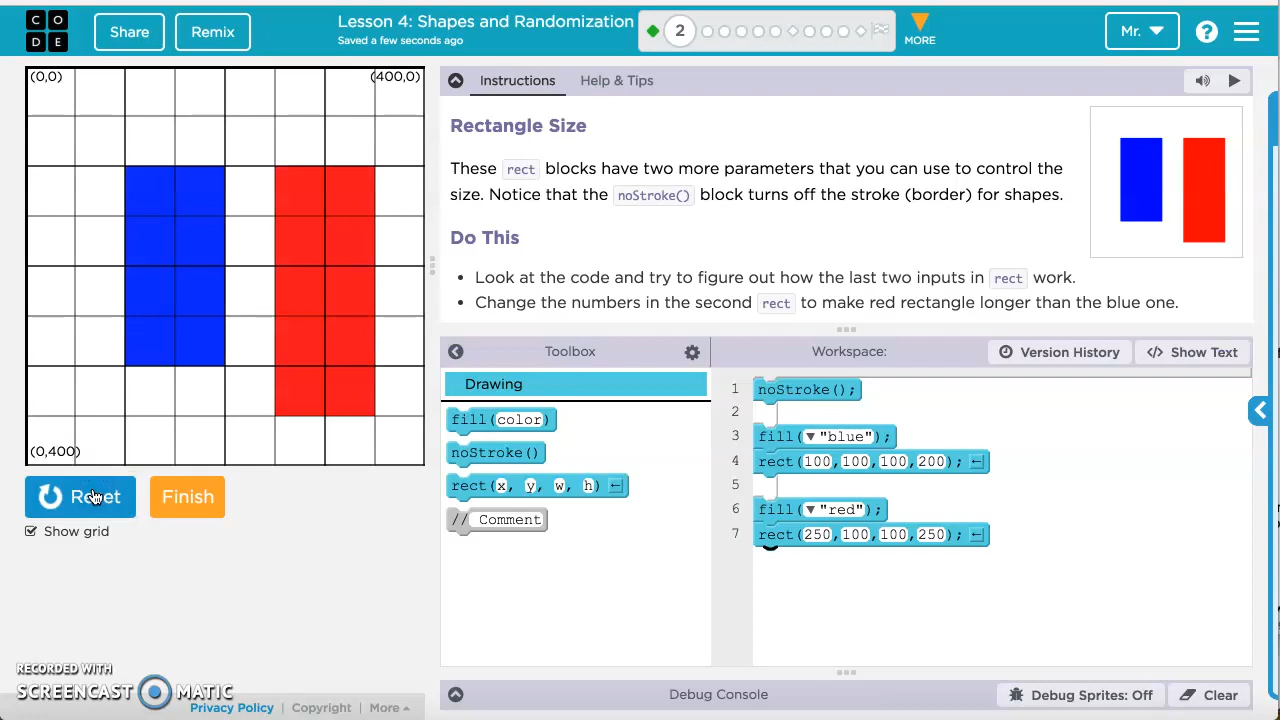 C O
D E
Share
Remix
Lesson 4: Shapes and Randomization
Saved a few seconds ago
2
MORE
Mr.
?
(0,0)
(400,0)
(0,400)
Reset
Finish
Show grid
Instructions
Help & Tips
Rectangle Size
These rect blocks have two more parameters that you can use to control the
size. Notice that the noStroke() block turns off the stroke (border) for shapes.
Do This
• Look at the code and try to figure out how the last two inputs in rect work.
• Change the numbers in the second rect to make red rectangle longer than the blue one.
Toolbox
Workspace:
Version History
</> Show Text
Drawing
fill(color)
noStroke()
rect(x, y, w, h)
// Comment
1 noStroke();
2
3 fill("blue");
4 rect(100,100,100,200);
5
6 fill("red");
7 rect(250,100,100,250);
RECORDED WITH
SCREENCAST MATIC
Privacy Policy | Copyright | More
Debug Console
Debug Sprites: Off
Clear